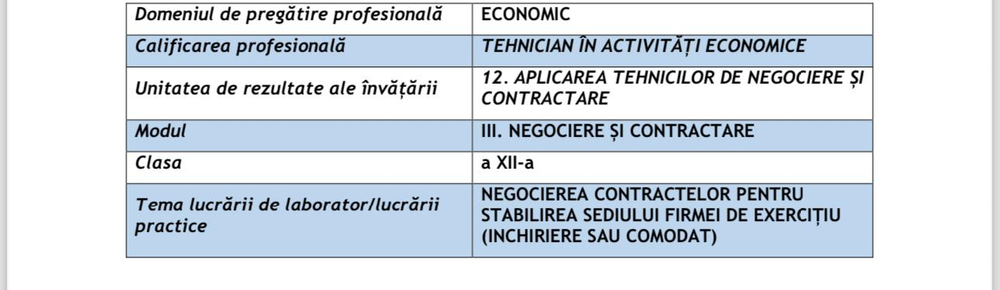 Domeniul de pregătire profesională
ECONOMIC
Calificarea profesională
TEHNICIAN ÎN ACTIVITĂȚI ECONOMICE
Unitatea de rezultate ale învățării
12. APLICAREA TEHNICILOR DE NEGOCIERE ȘI
CONTRACTARE
Modul
III. NEGOCIERE ȘI CONTRACTARE
Clasa
a XII-a
Tema lucrării de laborator/lucrării
practice
NEGOCIEREA CONTRACTELOR PENTRU
STABILIREA SEDIULUI FIRMEI DE EXERCIȚIU
(INCHIRIERE SAU COMODAT)